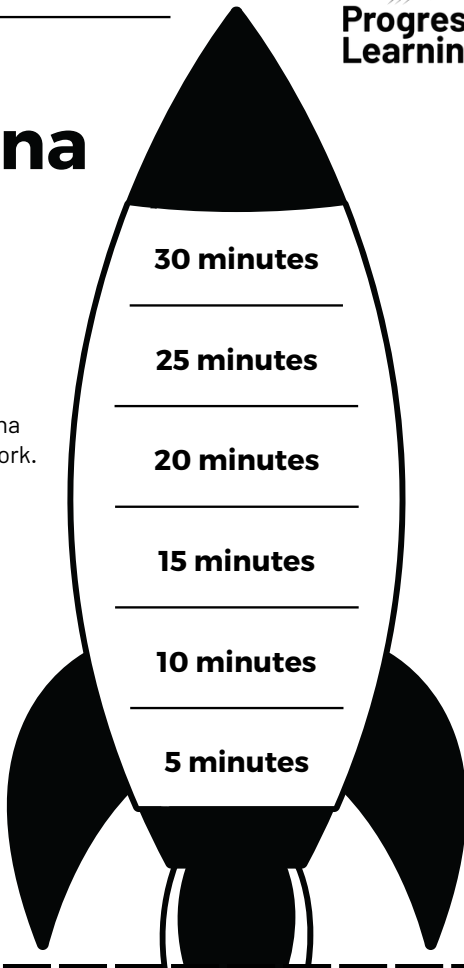 Progres
Learnin
na
30 minutes
25 minutes
na
ork.
20 minutes
15 minutes
10 minutes
5 minutes